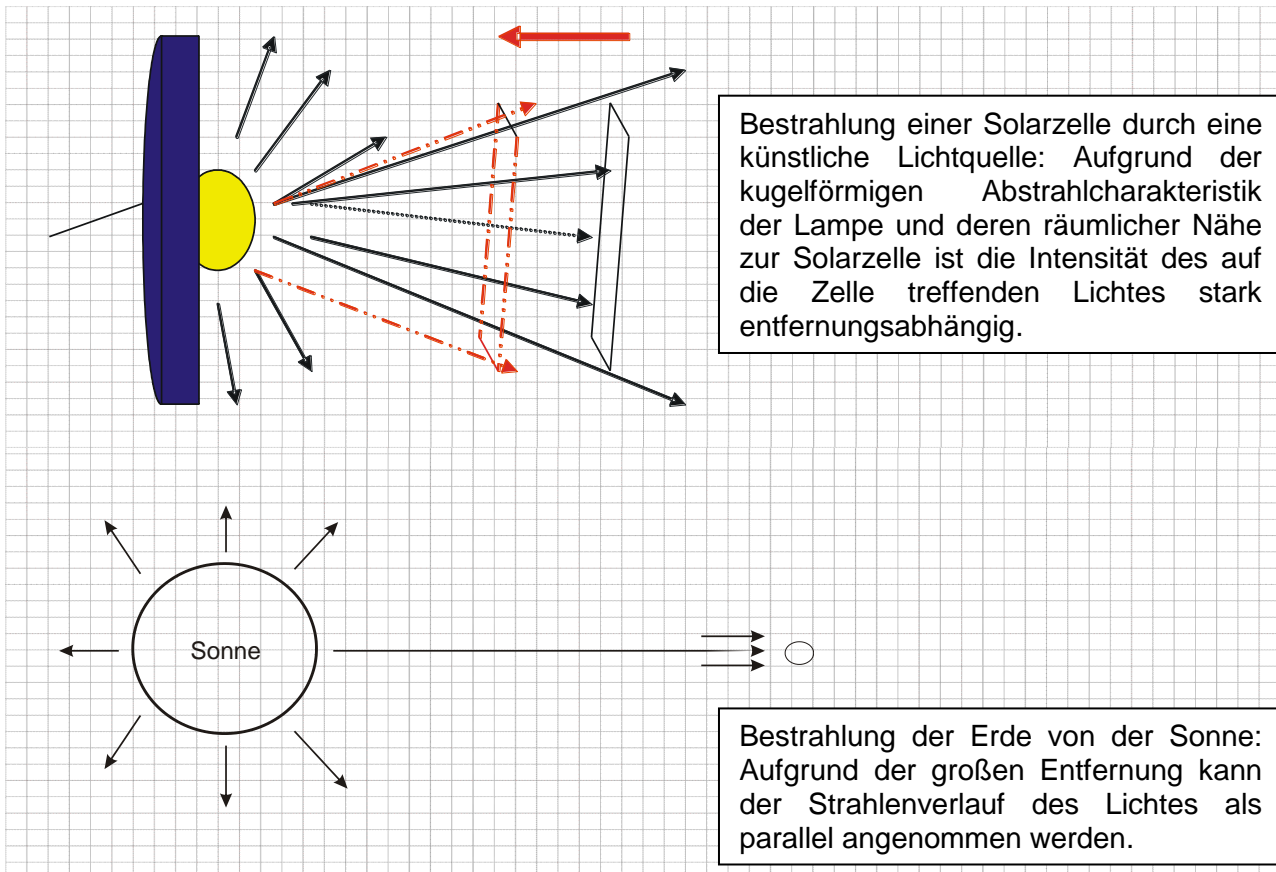 Bestrahlung einer Solarzelle durch eine
künstliche Lichtquelle: Aufgrund der
kugelförmigen Abstrahlcharakteristik
der Lampe und deren räumlicher Nähe
zur Solarzelle ist die Intensität des auf
die Zelle treffenden Lichtes stark
entfernungsabhängig.
Sonne
Bestrahlung der Erde von der Sonne:
Aufgrund der großen Entfernung kann
der Strahlenverlauf des Lichtes als
parallel angenommen werden.